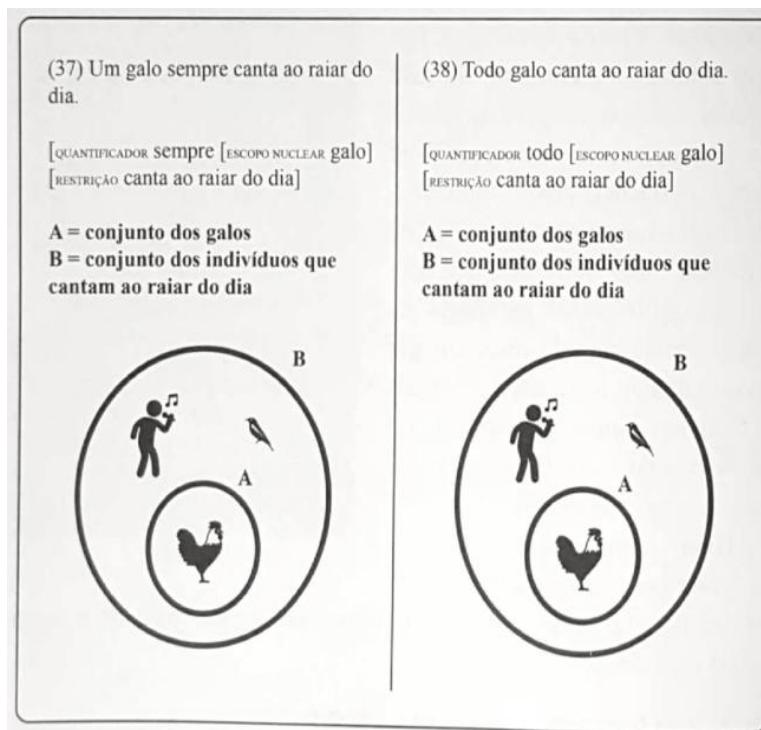 (37) Um galo sempre canta ao raiar do
dia.
[QUANTIFICADOR sempre [ESCOPO NUCLEAR galo]
[RESTRIÇÃO canta ao raiar do dia]
A = conjunto dos galos
B = conjunto dos indivíduos que
cantam ao raiar do dia
B
A
(38) Todo galo canta ao raiar do dia.
[QUANTIFICADOR todo [ESCOPO NUCLEAR galo]
[RESTRIÇÃO canta ao raiar do dia]
A = conjunto dos galos
B = conjunto dos indivíduos que
cantam ao raiar do dia
B
A